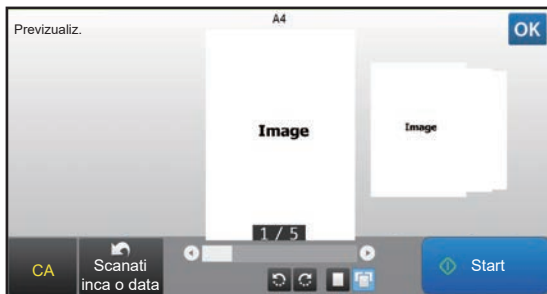 A4
Previzualiz.
OK
Image
Image
1 / 5
CA
Scanati
inca o data
Start